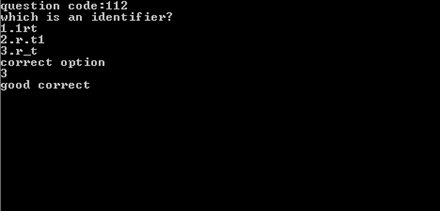 question code:112
which is an identifier?
1.1rt
2.r.t1
3.r_t
correct option
3
good correct